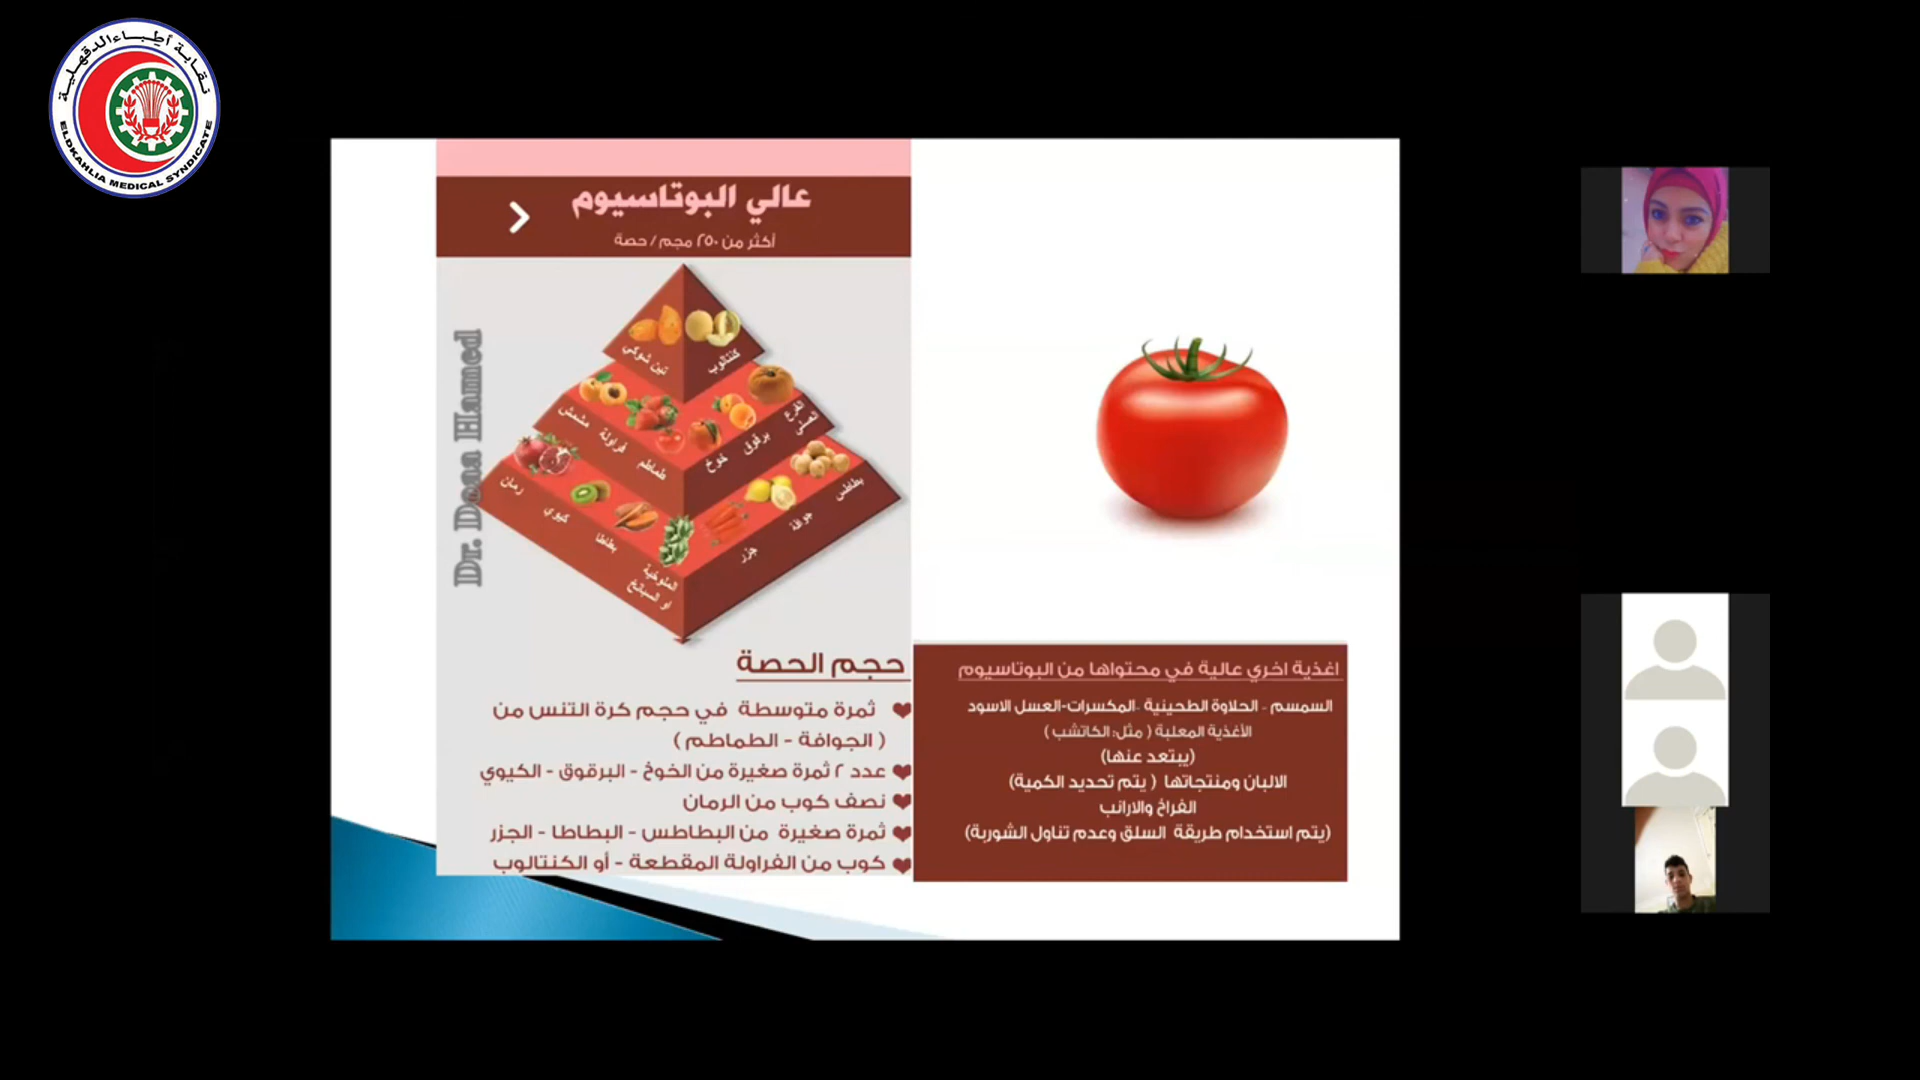 نقابة أطباء الدقهلية
ELDKAHLIA MEDICAL SYNDICATE
عالي البوتاسيوم
أكثر من ٢٥٠ مجم / حصة
Dr. Doaa Hamed
تين شوكي
كنتالوب
مشمش
فراولة
طماطم
خوخ
برقوق
القرع العسلي
رمان
كيوي
بطاطا
الملوخية
او السبانخ
جزر
جوافة
بطاطس
حجم الحصة
ثمرة متوسطة في حجم كرة التنس من
( الجوافة - الطماطم )
عدد ٢ ثمرة صغيرة من الخوخ - البرقوق - الكيوي
نصف كوب من الرمان
ثمرة صغيرة من البطاطس - البطاطا - الجزر
كوب من الفراولة المقطعة - أو الكنتالوب
اغذية اخري عالية في محتواها من البوتاسيوم
السمسم - الحلاوة الطحينية -المكسرات-العسل الاسود
الأغذية المعلبة ( مثل: الكاتشب )
(يبتعد عنها)
الالبان ومنتجاتها ( يتم تحديد الكمية)
الفراخ والارانب
(يتم استخدام طريقة السلق وعدم تناول الشوربة)